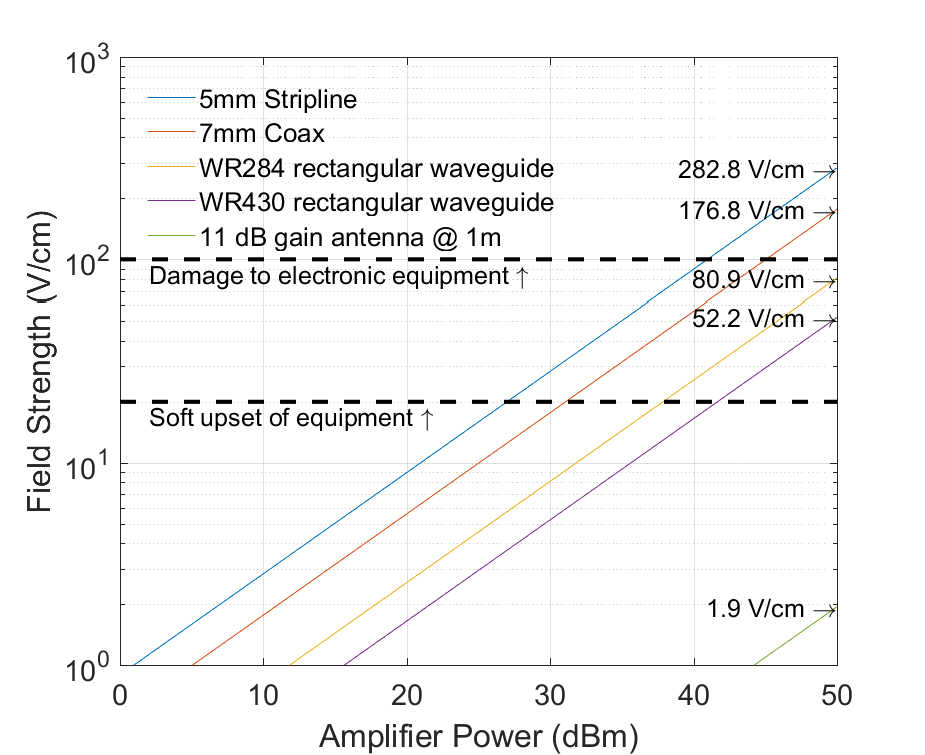 10³
10²
10¹
10⁰
Field Strength (V/cm)
5mm Stripline
7mm Coax
WR284 rectangular waveguide
WR430 rectangular waveguide
11 dB gain antenna @ 1m
282.8 V/cm →
176.8 V/cm →
Damage to electronic equipment ↑
80.9 V/cm →
52.2 V/cm →
Soft upset of equipment ↑
1.9 V/cm →
0 10 20 30 40 50
Amplifier Power (dBm)